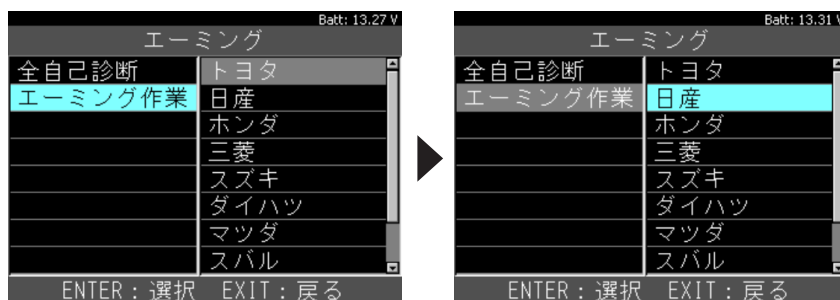 Batt: 13.27 V
エーミング
全自己診断
エーミング作業
トヨタ
日産
ホンダ
三菱
スズキ
ダイハツ
マツダ
スバル
ENTER：選択 EXIT：戻る
Batt: 13.31 V
エーミング
全自己診断
エーミング作業
トヨタ
日産
ホンダ
三菱
スズキ
ダイハツ
マツダ
スバル
ENTER：選択 EXIT：戻る